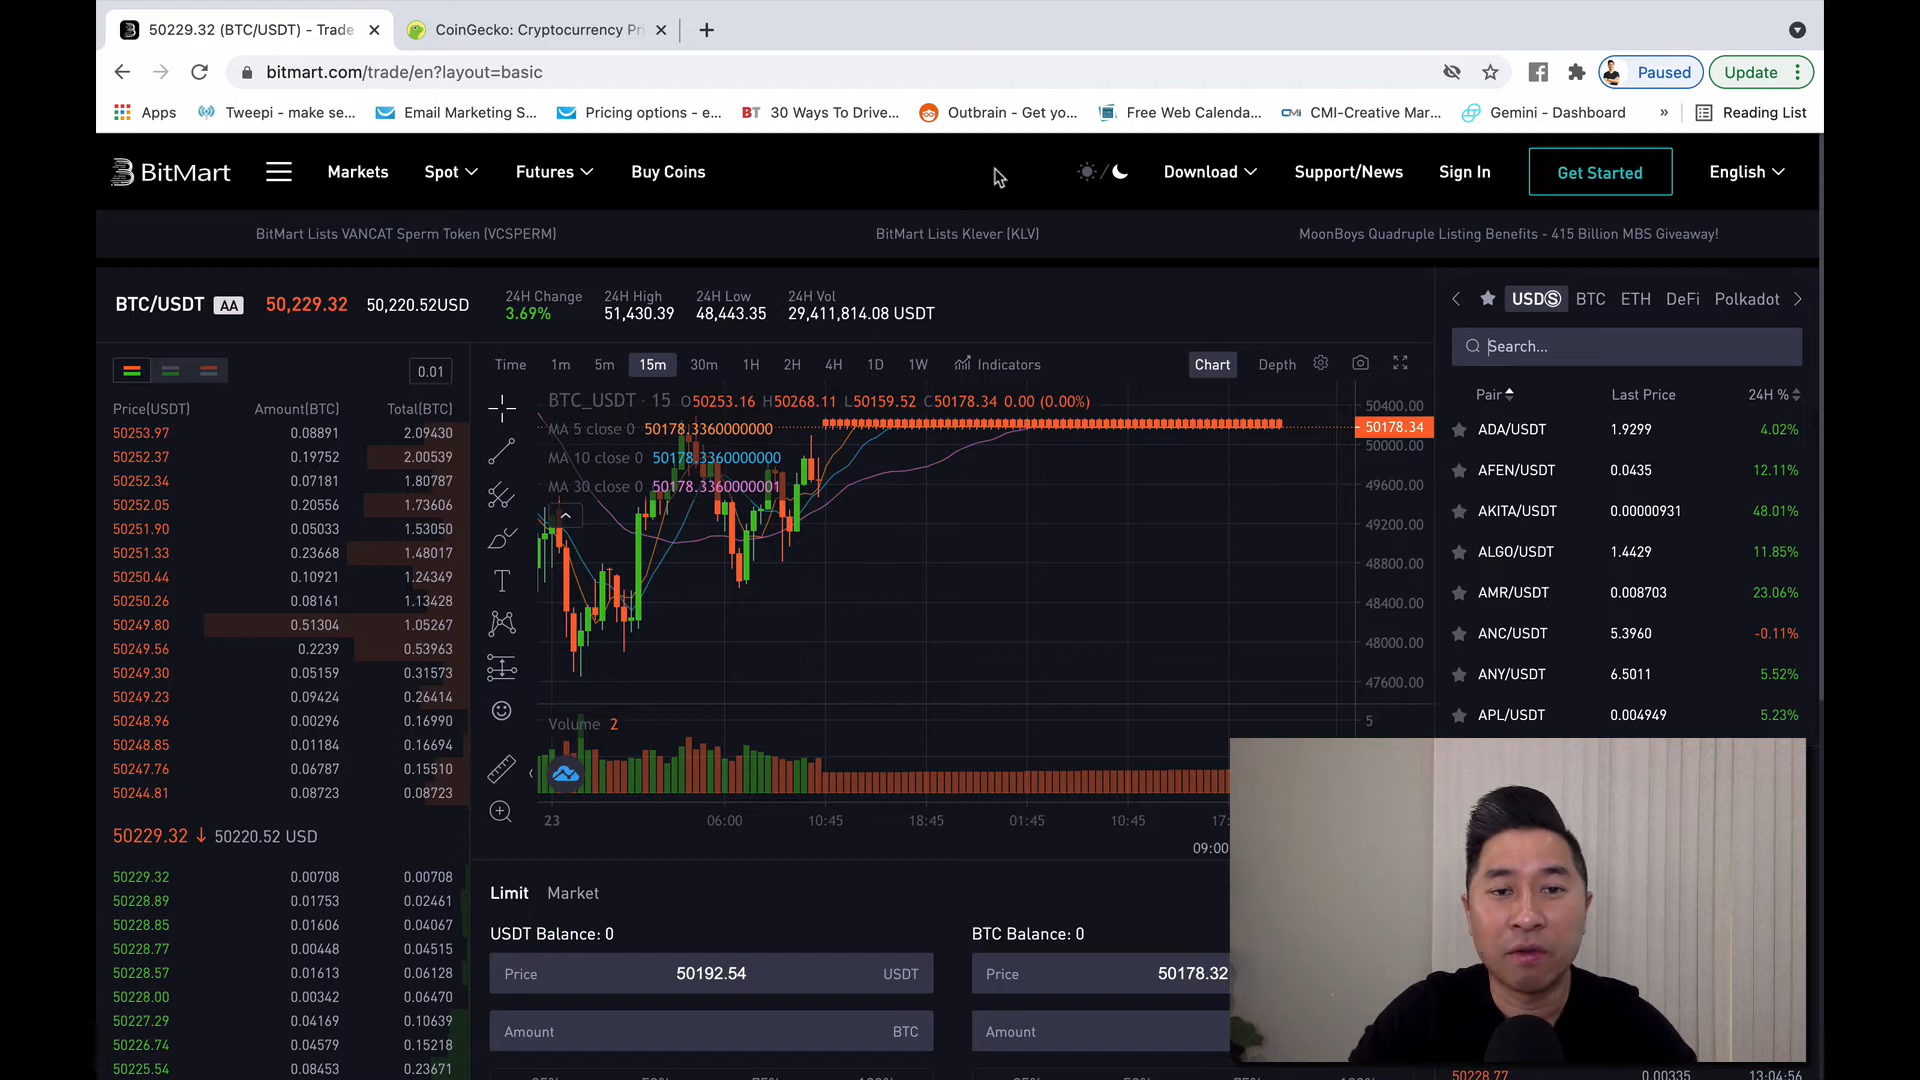 50229.32 (BTC/USDT) - Trade
CoinGecko: Cryptocurrency Pri
bitmart.com/trade/en?layout=basic
Paused
Update
Apps
Tweepi - make se...
Email Marketing S...
Pricing options - e...
BT 30 Ways To Drive...
Outbrain - Get yo...
Free Web Calenda...
CMI CMI-Creative Mar...
Gemini - Dashboard
»
Reading List
BitMart
Markets
Spot
Futures
Buy Coins
Download
Support/News
Sign In
Get Started
English
BitMart Lists VANCAT Sperm Token (VCSPERM)
BitMart Lists Klever (KLV)
MoonBoys Quadruple Listing Benefits - 415 Billion MBS Giveaway!
BTC/USDT AA 50,229.32 50,220.52USD
24H Change
3.69%
24H High
51,430.39
24H Low
48,443.35
24H Vol
29,411,814.08 USDT
0.01
Price(USDT) Amount(BTC) Total(BTC)
50253.97 0.08891 2.09430
50252.37 0.19752 2.00539
50252.34 0.07181 1.80787
50252.05 0.20556 1.73606
50251.90 0.05033 1.53050
50251.33 0.23668 1.48017
50250.44 0.10921 1.24349
50250.26 0.08161 1.13428
50249.80 0.51304 1.05267
50249.56 0.2239 0.53963
50249.30 0.05159 0.31573
50249.23 0.09424 0.26414
50248.96 0.00296 0.16990
50248.85 0.01184 0.16694
50247.76 0.06787 0.15510
50244.81 0.08723 0.08723
50229.32 ↓ 50220.52 USD
50229.32 0.00708 0.00708
50228.89 0.01753 0.02461
50228.85 0.01606 0.04067
50228.77 0.00448 0.04515
50228.57 0.01613 0.06128
50228.00 0.00342 0.06470
50227.29 0.04169 0.10639
50226.74 0.04579 0.15218
50225.54 0.08453 0.23671
Time 1m 5m 15m 30m 1H 2H 4H 1D 1W Indicators
Chart Depth
BTC_USDT · 15 O50253.16 H50268.11 L50159.52 C50178.34 0.00 (0.00%)
MA 5 close 0 50178.3360000000
MA 10 close 0 50178.3360000000
MA 30 close 0 50178.3360000001
50400.00
50178.34
50000.00
49600.00
49200.00
48800.00
48400.00
48000.00
47600.00
Volume 2
5
23 06:00 10:45 18:45 01:45 10:45 17:
09:00
Limit Market
USDT Balance: 0
Price 50192.54 USDT
Amount BTC
BTC Balance: 0
Price 50178.32
Amount
USDⓈ BTC ETH DeFi Polkadot
Search...
Pair Last Price 24H %
ADA/USDT 1.9299 4.02%
AFEN/USDT 0.0435 12.11%
AKITA/USDT 0.00000931 48.01%
ALGO/USDT 1.4429 11.85%
AMR/USDT 0.008703 23.06%
ANC/USDT 5.3960 -0.11%
ANY/USDT 6.5011 5.52%
APL/USDT 0.004949 5.23%
50228.77 0.00335 13:04:56